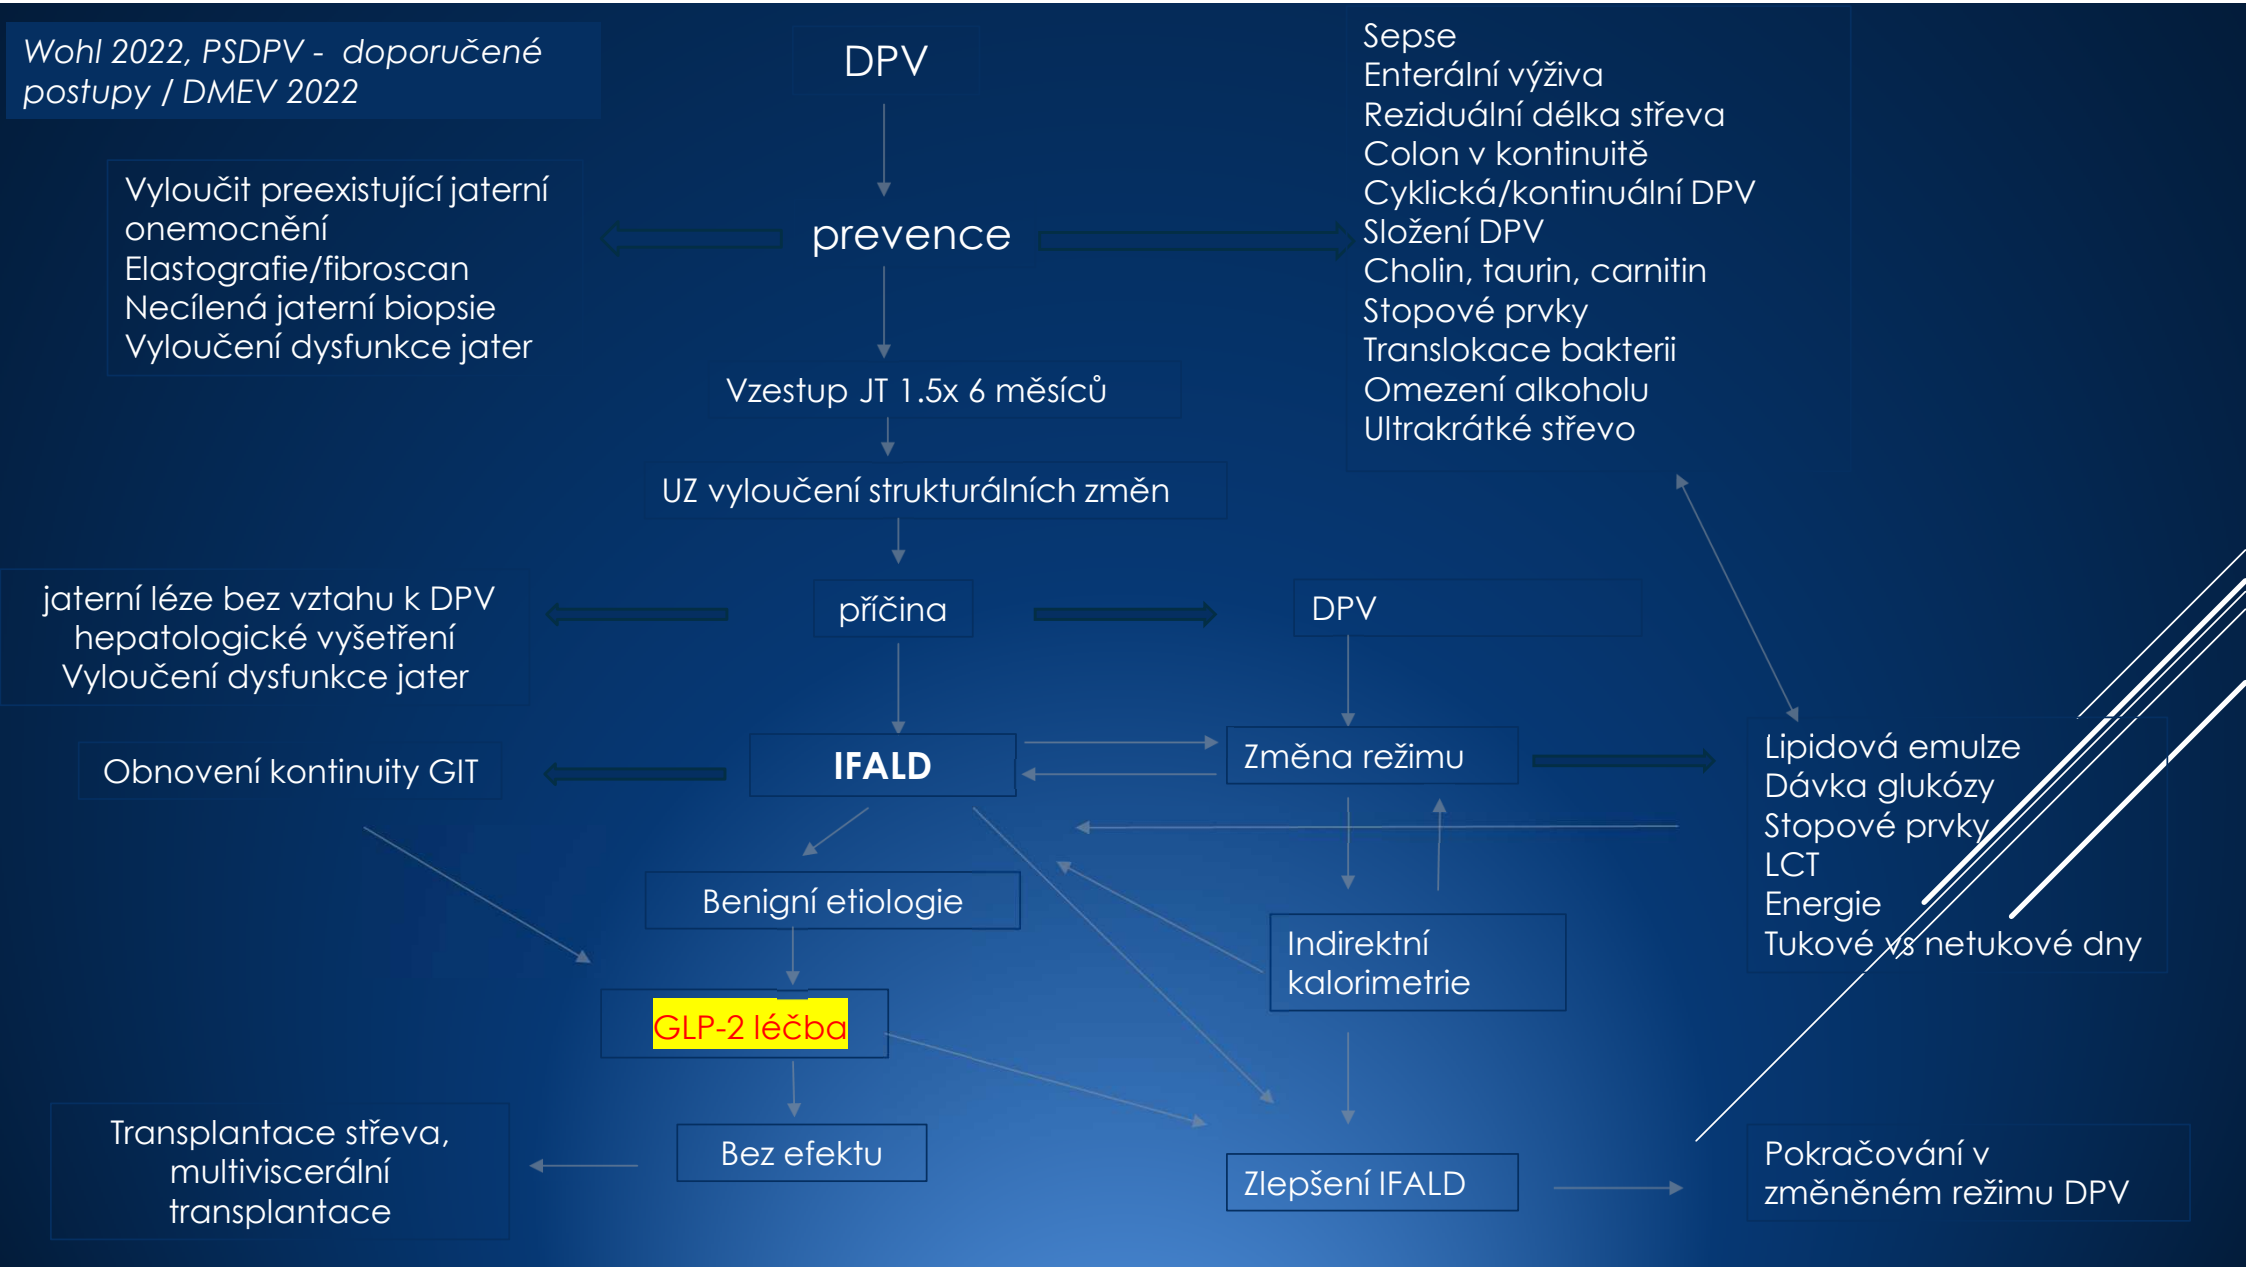 Wohl 2022, PSDPV - doporučené
postupy / DMEV 2022
DPV
Sepse
Enterální výživa
Reziduální délka střeva
Colon v kontinuitě
Cyklická/kontinuální DPV
Složení DPV
Cholin, taurin, carnitin
Stopové prvky
Translokace bakterii
Omezení alkoholu
Ultrakrátké střevo
Vyloučit preexistující jaterní
onemocnění
Elastografie/fibroscan
Necílená jaterní biopsie
Vyloučení dysfunkce jater
prevence
Vzestup JT 1.5x 6 měsíců
UZ vyloučení strukturálních změn
jaterní léze bez vztahu k DPV
hepatologické vyšetření
Vyloučení dysfunkce jater
příčina
DPV
Obnovení kontinuity GIT
IFALD
Změna režimu
Lipidová emulze
Dávka glukózy
Stopové prvky
LCT
Energie
Tukové vs netukové dny
Benigní etiologie
Indirektní
kalorimetrie
GLP-2 léčba
Transplantace střeva,
multiviscerální
transplantace
Bez efektu
Zlepšení IFALD
Pokračování v
změněném režimu DPV